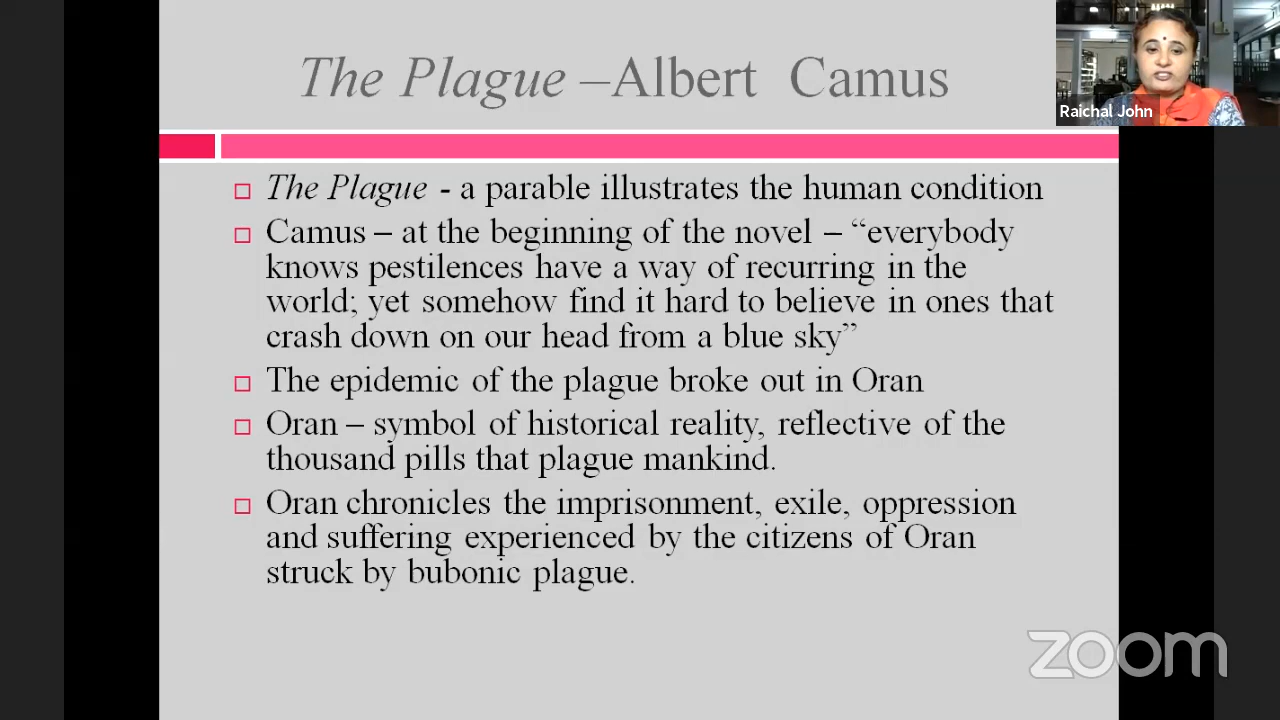 The Plague –Albert Camus
Raichal John
The Plague - a parable illustrates the human condition
Camus – at the beginning of the novel – “everybody
knows pestilences have a way of recurring in the
world; yet somehow find it hard to believe in ones that
crash down on our head from a blue sky”
The epidemic of the plague broke out in Oran
Oran – symbol of historical reality, reflective of the
thousand pills that plague mankind.
Oran chronicles the imprisonment, exile, oppression
and suffering experienced by the citizens of Oran
struck by bubonic plague.
zoom